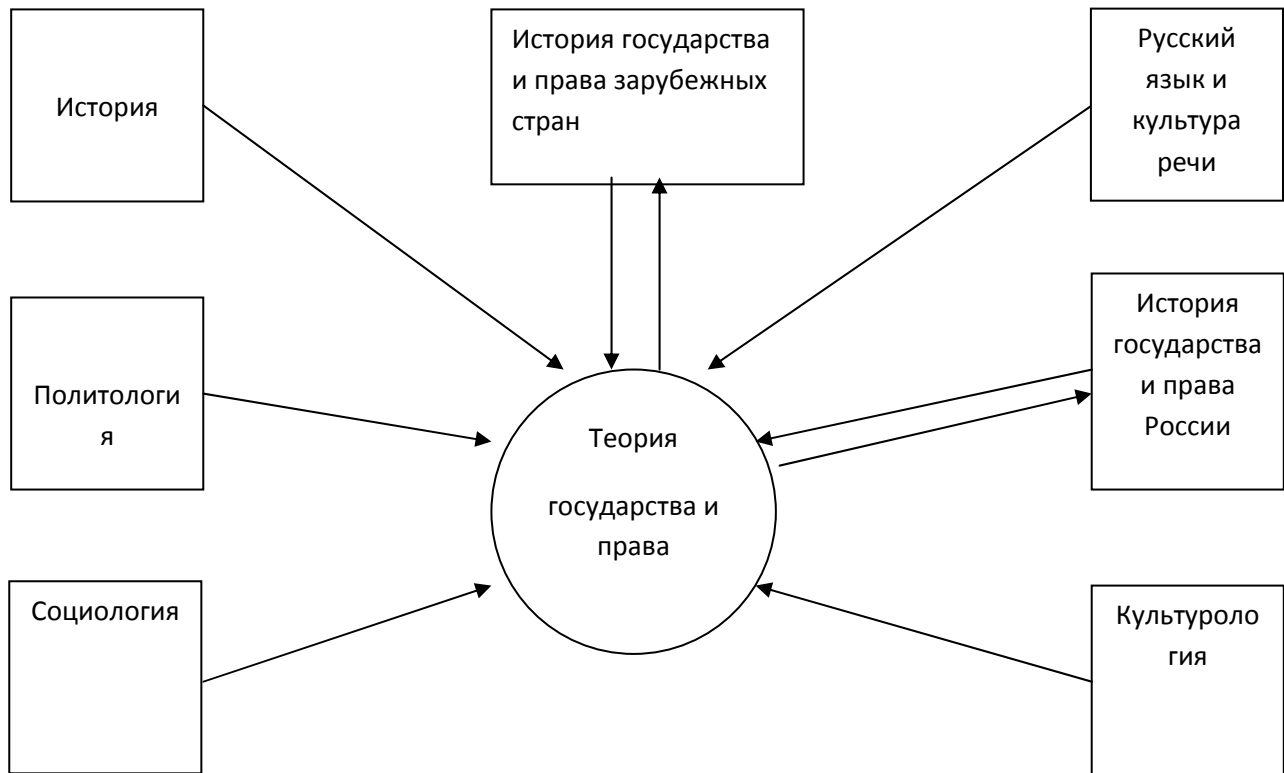 История
История государства
и права зарубежных
стран
Русский
язык и
культура
речи
Политологи
я
Теория
государства и
права
История
государства
и права
России
Социология
Культуроло
гия